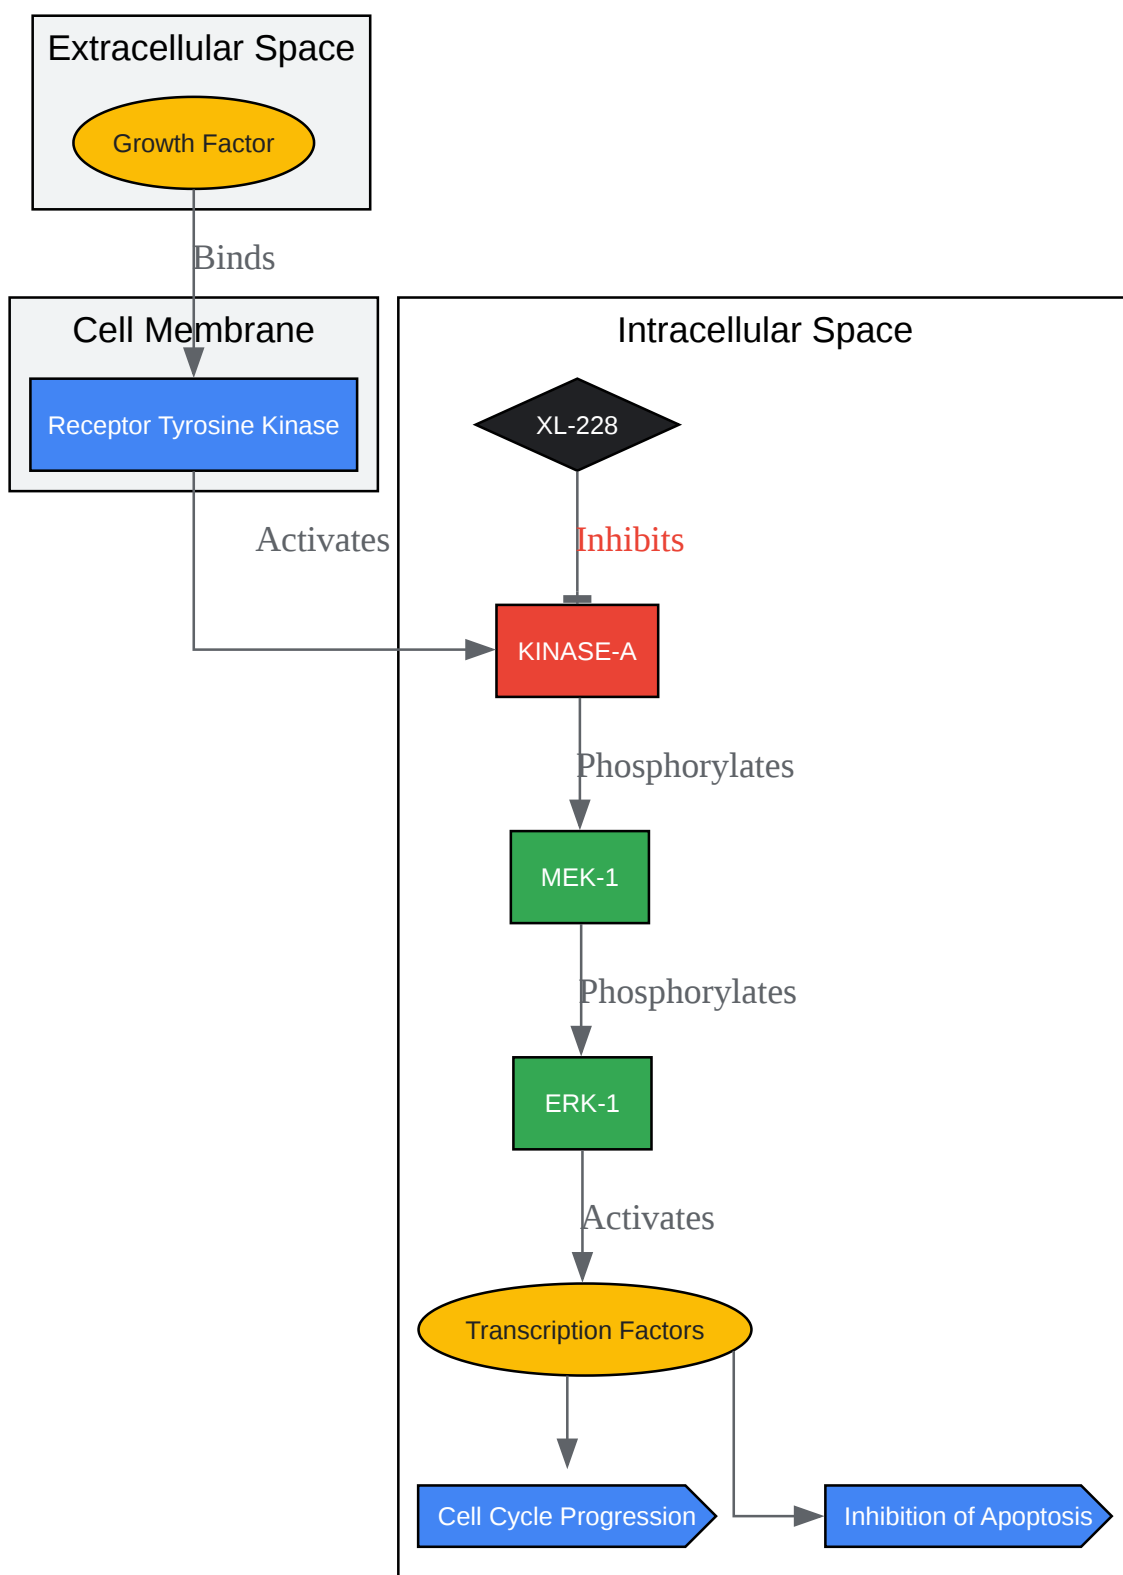 Extracellular Space
Growth Factor
Binds
Cell Membrane
Receptor Tyrosine Kinase
Activates
Intracellular Space
XL-228
Inhibits
KINASE-A
Phosphorylates
MEK-1
Phosphorylates
ERK-1
Activates
Transcription Factors
Cell Cycle Progression
Inhibition of Apoptosis